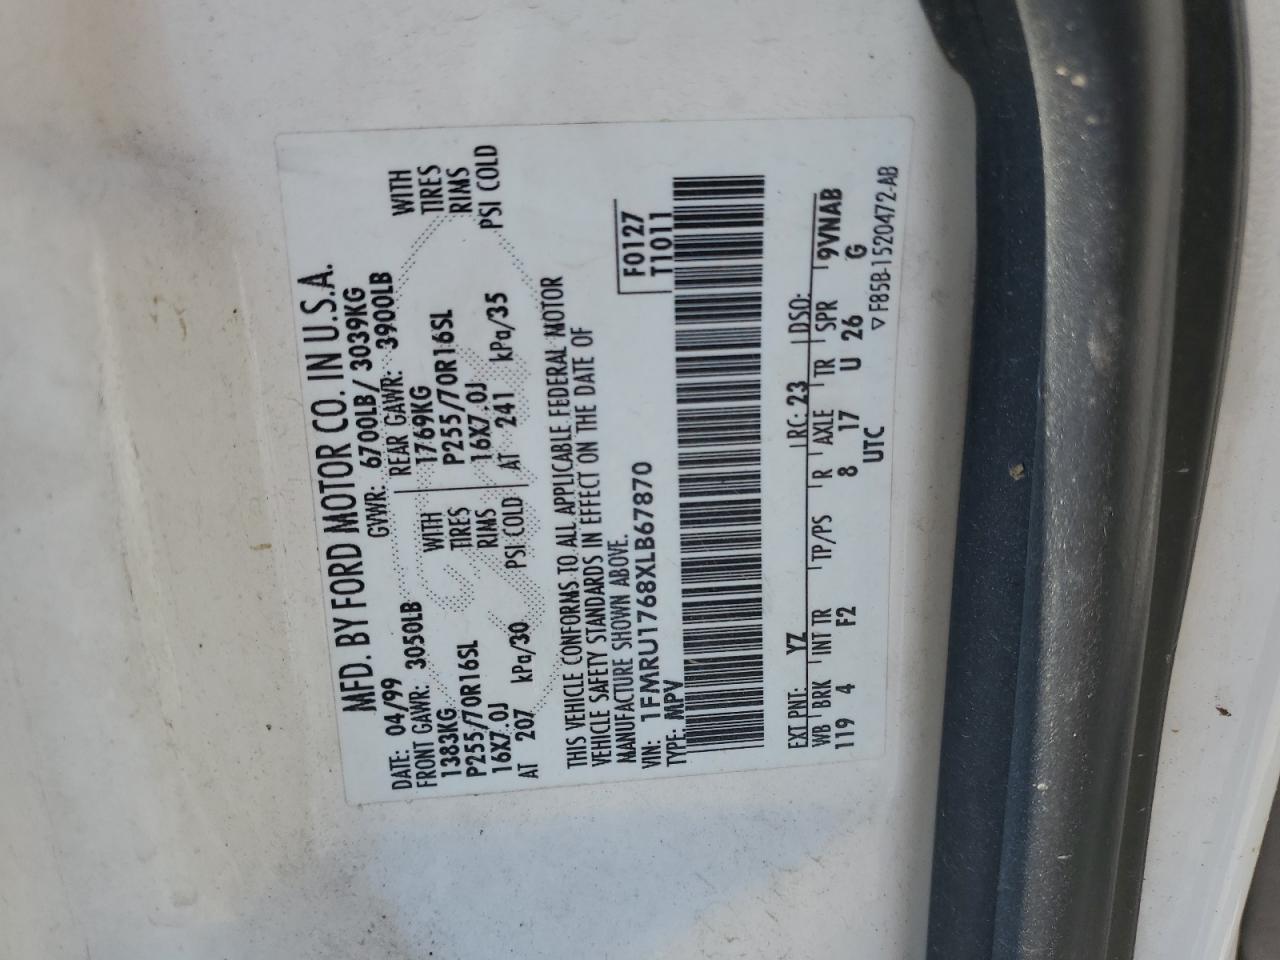 MFD. BY FORD MOTOR CO. IN U.S.A.
DATE: 04/99 GVWR: 6700LB/ 3039KG
FRONT GAWR: 3050LB REAR GAWR: 3900LB
1383KG WITH 1769KG WITH
P255/70R16SL TIRES P255/70R16SL TIRES
16X7.0J RIMS 16X7.0J RIMS
AT 207 kPa/30 PSI COLD AT 241 kPa/35 PSI COLD
THIS VEHICLE CONFORMS TO ALL APPLICABLE FEDERAL MOTOR
VEHICLE SAFETY STANDARDS IN EFFECT ON THE DATE OF
MANUFACTURE SHOWN ABOVE.
VIN: 1FMRU1768XLB67870 F0127
TYPE: MPV T1011
EXT PNT: YZ RC: 23 DSO:
WB BRK INT TR TP/PS R AXLE TR SPR 9VNAB
119 4 F2 8 17 U 26 G
UTC
▽ F85B-1520472-AB